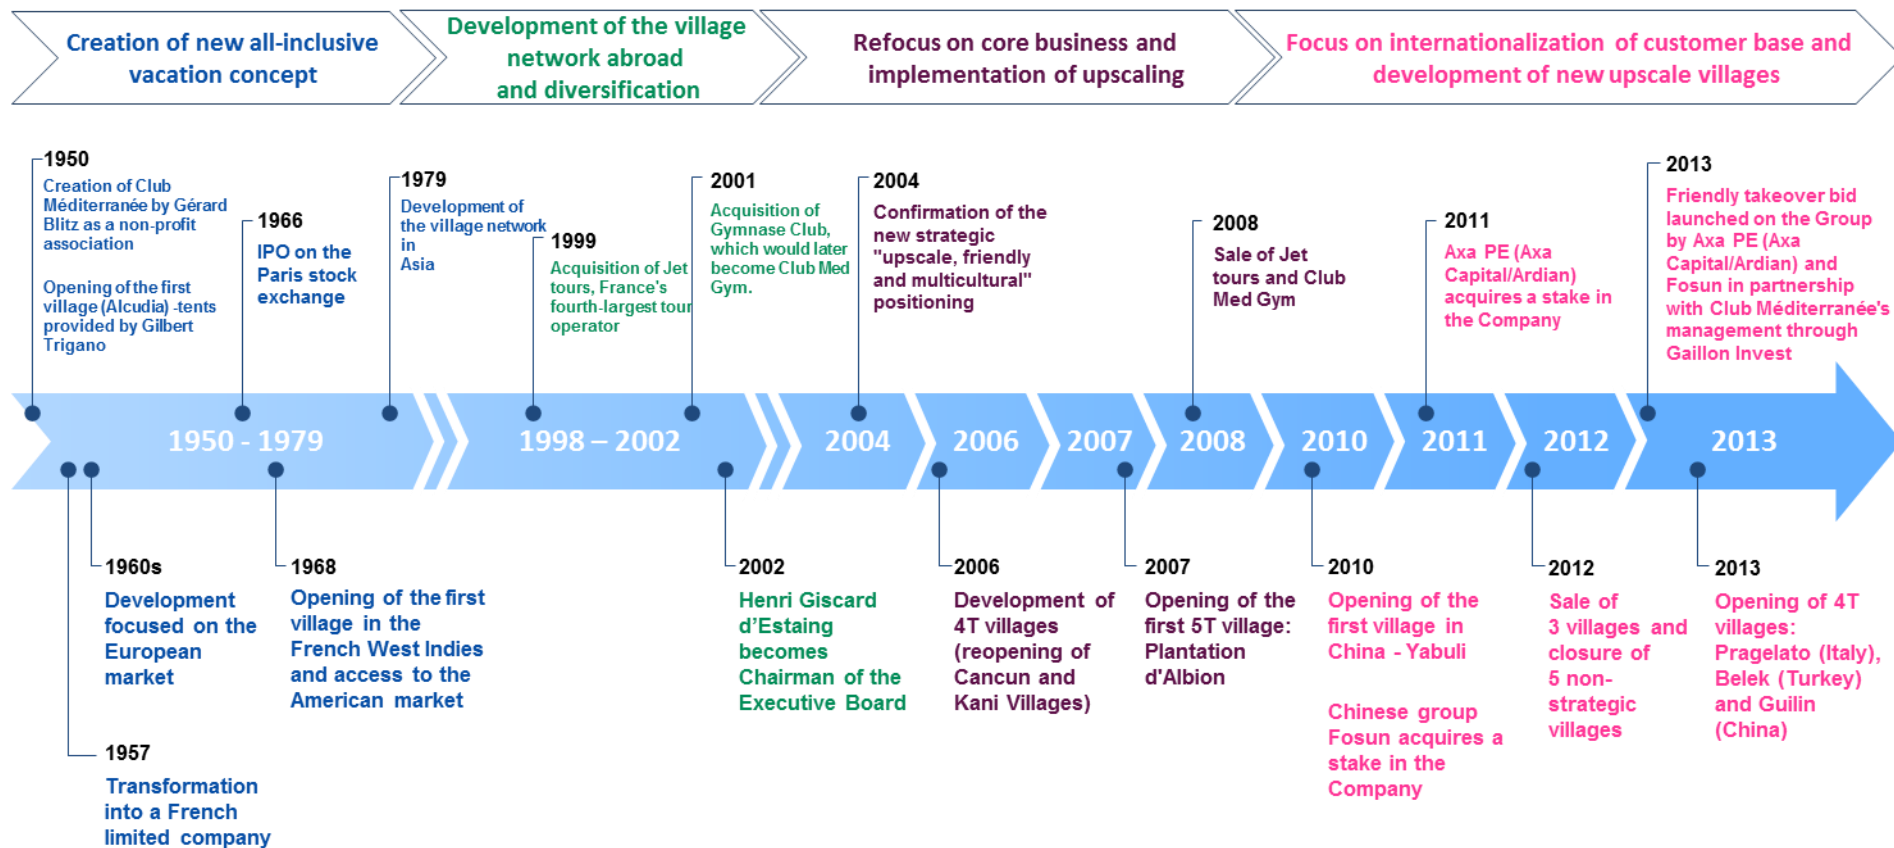 Creation of new all-inclusive
vacation concept
Development of the village
network abroad
and diversification
Refocus on core business and
implementation of upscaling
Focus on internationalization of customer base and
development of new upscale villages
1950
Creation of Club
Méditerranée by Gérard
Blitz as a non-profit
association
Opening of the first
village (Alcudia) -tents
provided by Gilbert
Trigano
1966
IPO on the
Paris stock
exchange
1979
Development of
the village network
in
Asia
1999
Acquisition of Jet
tours, France's
fourth-largest tour
operator
2001
Acquisition of
Gymnase Club,
which would later
become Club Med
Gym.
2004
Confirmation of the
new strategic
"upscale, friendly
and multicultural"
positioning
2008
Sale of Jet
tours and Club
Med Gym
2011
Axa PE (Axa
Capital/Ardian)
acquires a stake in
the Company
2013
Friendly takeover bid
launched on the Group
by Axa PE (Axa
Capital/Ardian) and
Fosun in partnership
with Club Méditerranée's
management through
Gaillon Invest
1950 - 1979
1998 – 2002
2004
2006
2007
2008
2010
2011
2012
2013
1960s
Development
focused on the
European
market
1957
Transformation
into a French
limited company
1968
Opening of the first
village in the
French West Indies
and access to the
American market
2002
Henri Giscard
d’Estaing
becomes
Chairman of the
Executive Board
2006
Development of
4T villages
(reopening of
Cancun and
Kani Villages)
2007
Opening of the
first 5T village:
Plantation
d'Albion
2010
Opening of the
first village in
China - Yabuli
Chinese group
Fosun acquires a
stake in the
Company
2012
Sale of
3 villages and
closure of
5 non-
strategic
villages
2013
Opening of 4T
villages:
Pragelato (Italy),
Belek (Turkey)
and Guilin
(China)